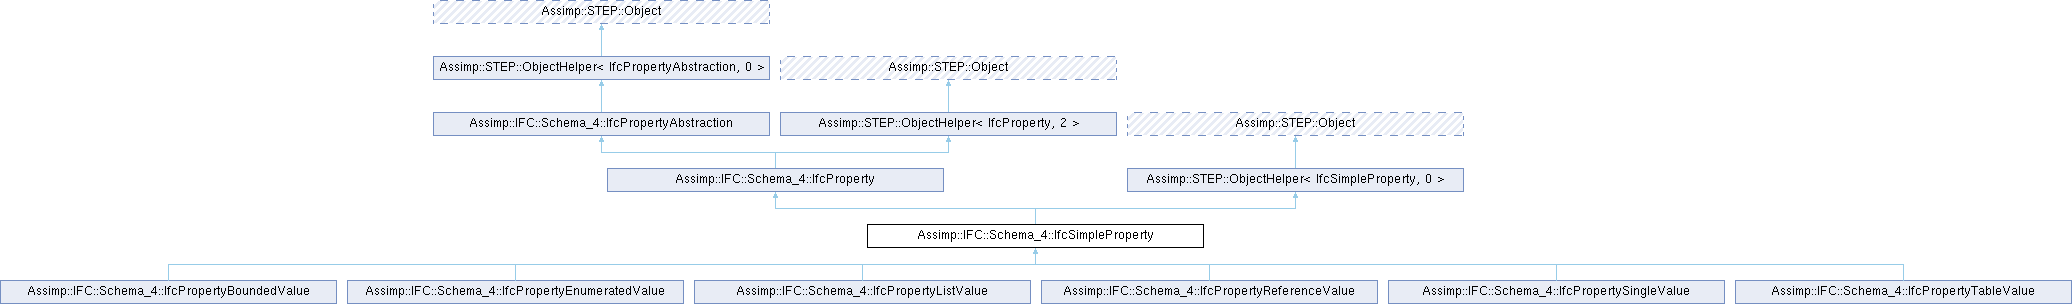 Assimp::STEP::Object
Assimp::STEP::ObjectHelper< IfcPropertyAbstraction, 0 >
Assimp::STEP::Object
Assimp::IFC::Schema_4::IfcPropertyAbstraction
Assimp::STEP::ObjectHelper< IfcProperty, 2 >
Assimp::STEP::Object
Assimp::IFC::Schema_4::IfcProperty
Assimp::STEP::ObjectHelper< IfcSimpleProperty, 0 >
Assimp::IFC::Schema_4::IfcSimpleProperty
Assimp::IFC::Schema_4::IfcPropertyBoundedValue
Assimp::IFC::Schema_4::IfcPropertyEnumeratedValue
Assimp::IFC::Schema_4::IfcPropertyListValue
Assimp::IFC::Schema_4::IfcPropertyReferenceValue
Assimp::IFC::Schema_4::IfcPropertySingleValue
Assimp::IFC::Schema_4::IfcPropertyTableValue